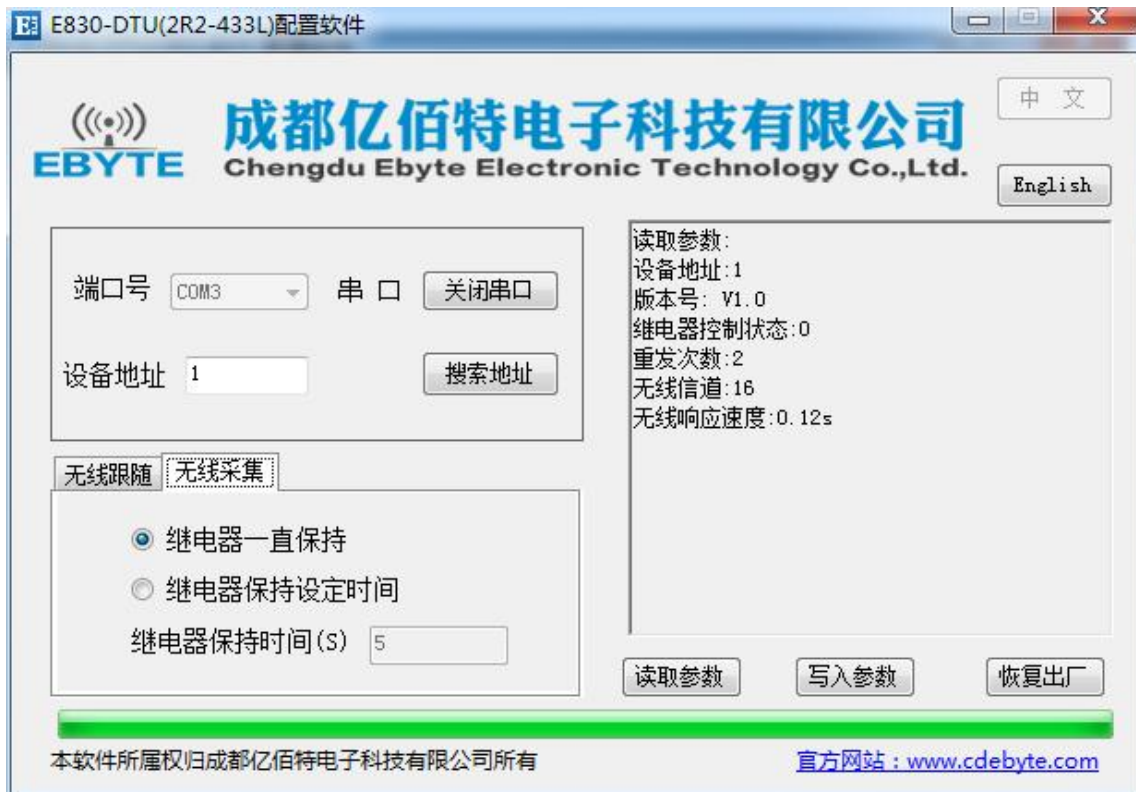 E830-DTU(2R2-433L)配置软件
中 文
((·)) 
EBYTE
成都亿佰特电子科技有限公司
Chengdu Ebyte Electronic Technology Co.,Ltd.
English
端口号 COM3 串 口 关闭串口
设备地址 1 搜索地址
无线跟随 无线采集
继电器一直保持
继电器保持设定时间
继电器保持时间(S) 5
读取参数:
设备地址:1
版本号: V1.0
继电器控制状态:0
重发次数:2
无线信道:16
无线响应速度:0.12s
读取参数 写入参数 恢复出厂
本软件所属权归成都亿佰特电子科技有限公司所有
官方网站：www.cdebyte.com